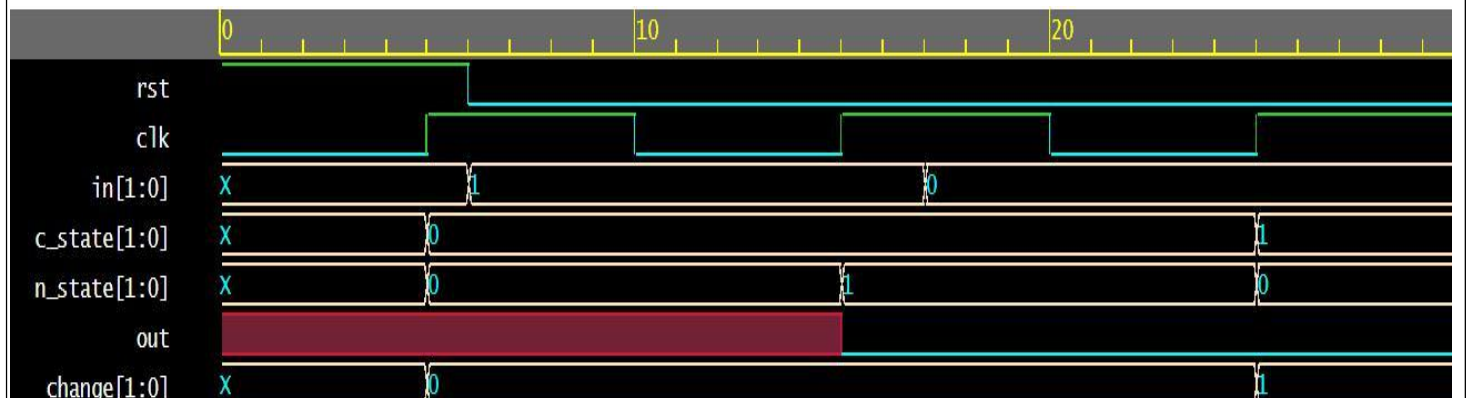 0 10 20
rst
clk
in[1:0] X 1 0
c_state[1:0] X 0 1
n_state[1:0] X 0 1 0
out
change[1:0] X 0 1